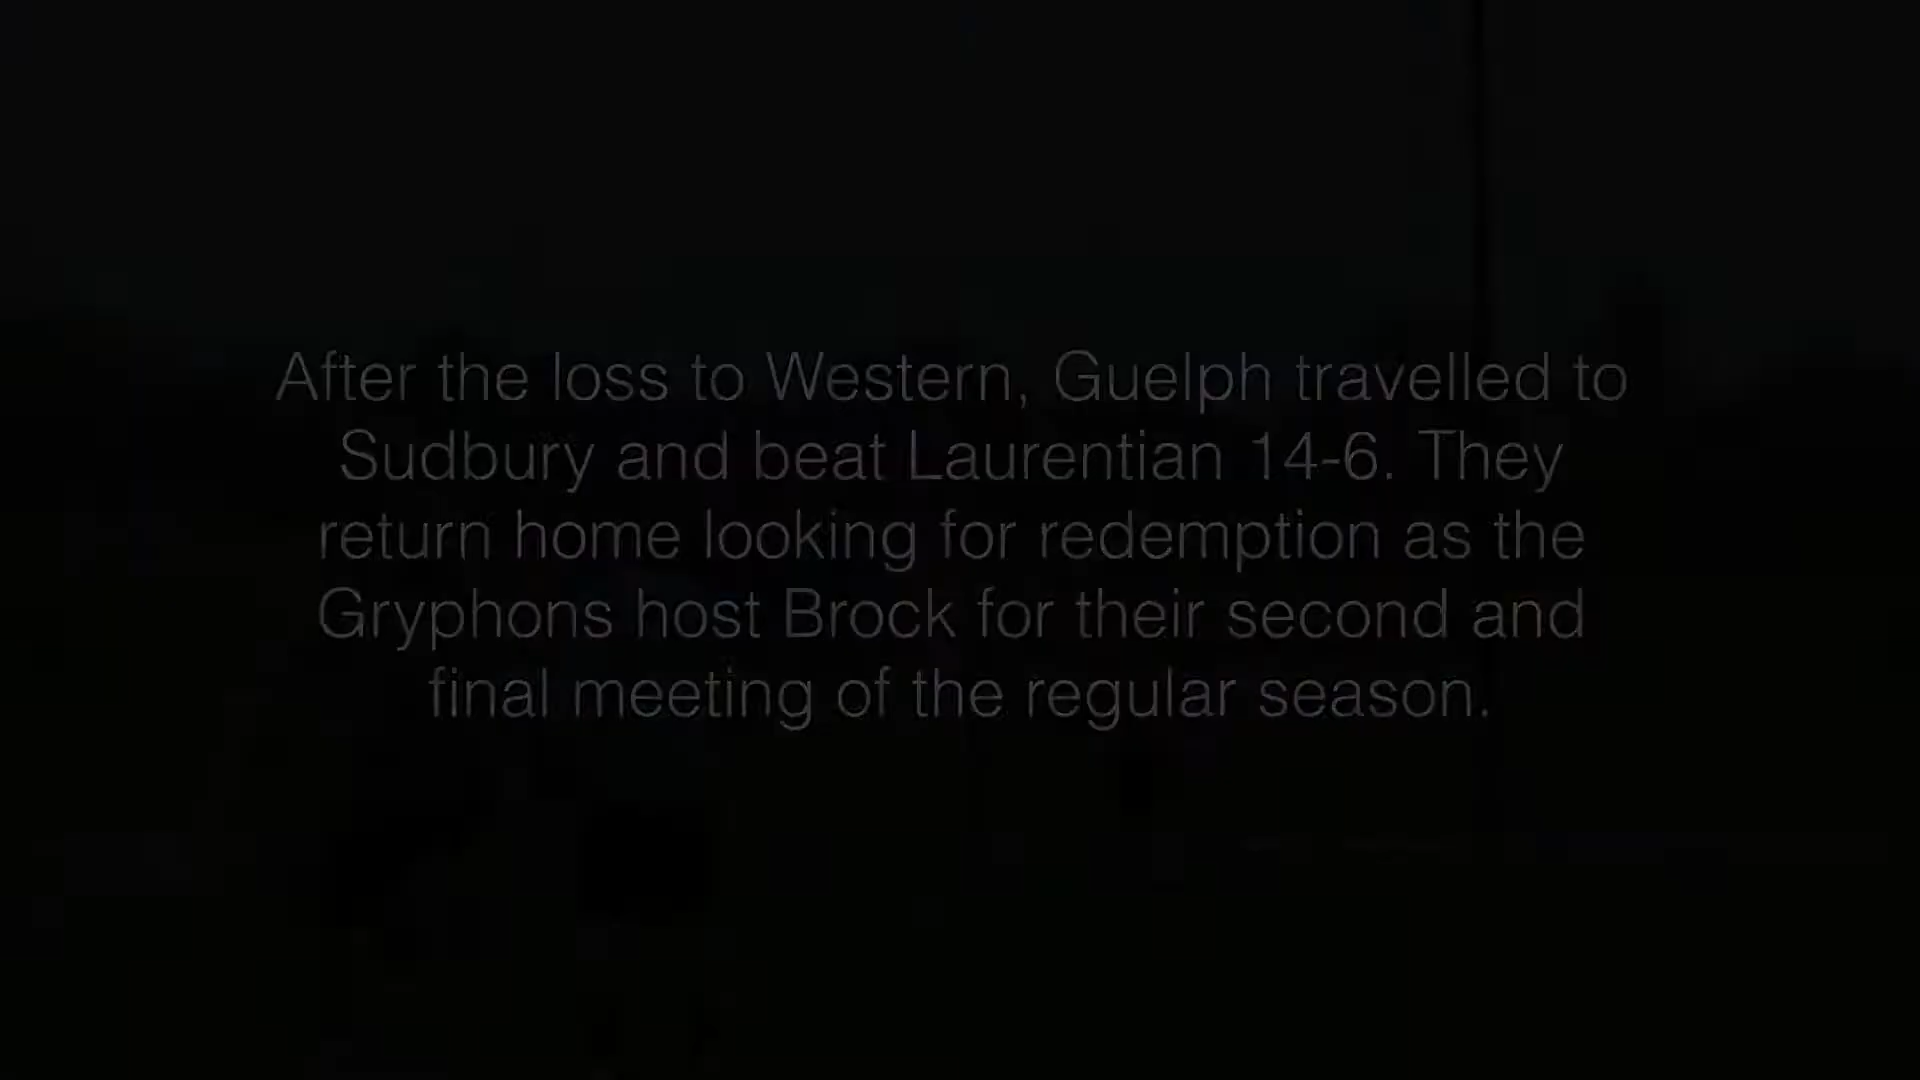 After the loss to Western, Guelph travelled to
Sudbury and beat Laurentian 14-6. They
return home looking for redemption as the
Gryphons host Brock for their second and
final meeting of the regular season.